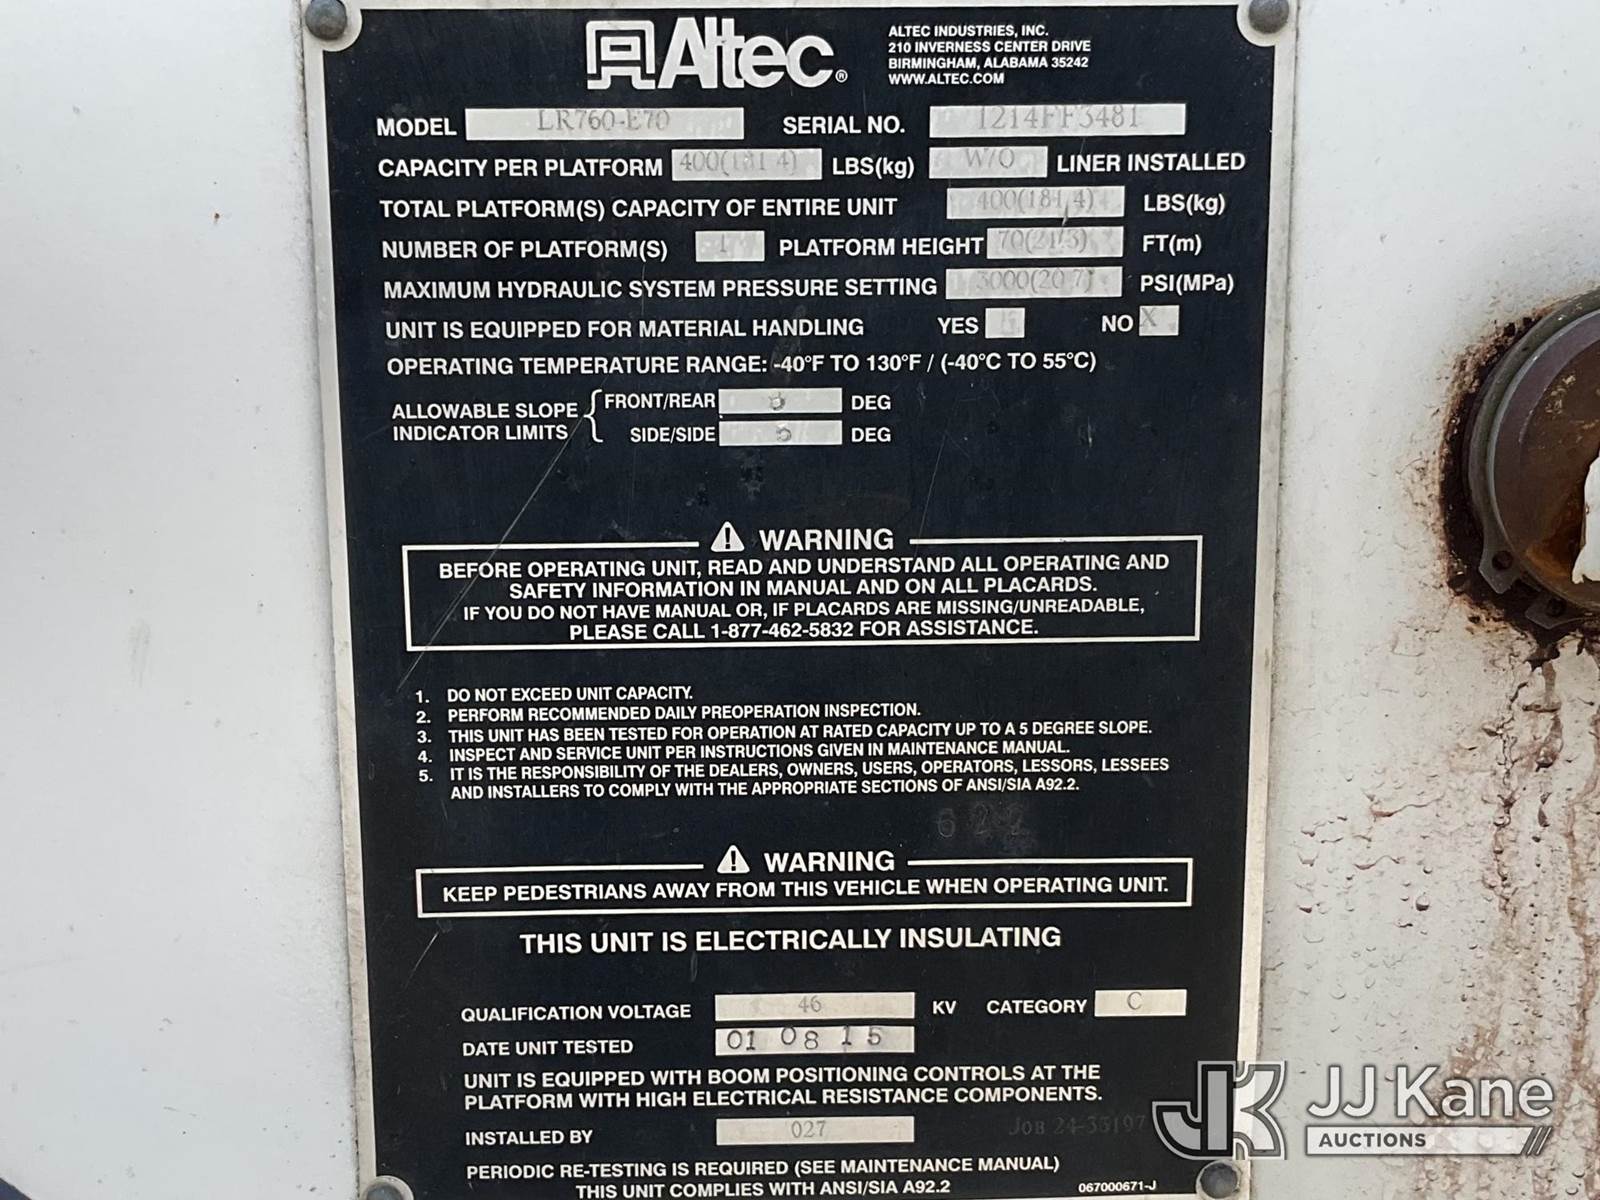 Altec®
ALTEC INDUSTRIES, INC.
210 INVERNESS CENTER DRIVE
BIRMINGHAM, ALABAMA 35242
WWW.ALTEC.COM
MODEL LR760-E70 SERIAL NO. 1214FF3481
CAPACITY PER PLATFORM 400(181.4) LBS(kg) W/O LINER INSTALLED
TOTAL PLATFORM(S) CAPACITY OF ENTIRE UNIT 400(181.4) LBS(kg)
NUMBER OF PLATFORM(S) 1 PLATFORM HEIGHT 70(21.3) FT(m)
MAXIMUM HYDRAULIC SYSTEM PRESSURE SETTING 3000(20.7) PSI(MPa)
UNIT IS EQUIPPED FOR MATERIAL HANDLING YES NO X
OPERATING TEMPERATURE RANGE: -40°F TO 130°F / (-40°C TO 55°C)
ALLOWABLE SLOPE INDICATOR LIMITS { FRONT/REAR 5 DEG
SIDE/SIDE 5 DEG
WARNING
BEFORE OPERATING UNIT, READ AND UNDERSTAND ALL OPERATING AND
SAFETY INFORMATION IN MANUAL AND ON ALL PLACARDS.
IF YOU DO NOT HAVE MANUAL OR, IF PLACARDS ARE MISSING/UNREADABLE,
PLEASE CALL 1-877-462-5832 FOR ASSISTANCE.
1. DO NOT EXCEED UNIT CAPACITY.
2. PERFORM RECOMMENDED DAILY PREOPERATION INSPECTION.
3. THIS UNIT HAS BEEN TESTED FOR OPERATION AT RATED CAPACITY UP TO A 5 DEGREE SLOPE.
4. INSPECT AND SERVICE UNIT PER INSTRUCTIONS GIVEN IN MAINTENANCE MANUAL.
5. IT IS THE RESPONSIBILITY OF THE DEALERS, OWNERS, USERS, OPERATORS, LESSORS, LESSEES
AND INSTALLERS TO COMPLY WITH THE APPROPRIATE SECTIONS OF ANSI/SIA A92.2.
622
WARNING
KEEP PEDESTRIANS AWAY FROM THIS VEHICLE WHEN OPERATING UNIT.
THIS UNIT IS ELECTRICALLY INSULATING
QUALIFICATION VOLTAGE 46 KV CATEGORY C
DATE UNIT TESTED 01 08 15
UNIT IS EQUIPPED WITH BOOM POSITIONING CONTROLS AT THE
PLATFORM WITH HIGH ELECTRICAL RESISTANCE COMPONENTS.
INSTALLED BY 027 JOB 24-33197
PERIODIC RE-TESTING IS REQUIRED (SEE MAINTENANCE MANUAL)
THIS UNIT COMPLIES WITH ANSI/SIA A92.2 067000671-J
JK JJ Kane
AUCTIONS